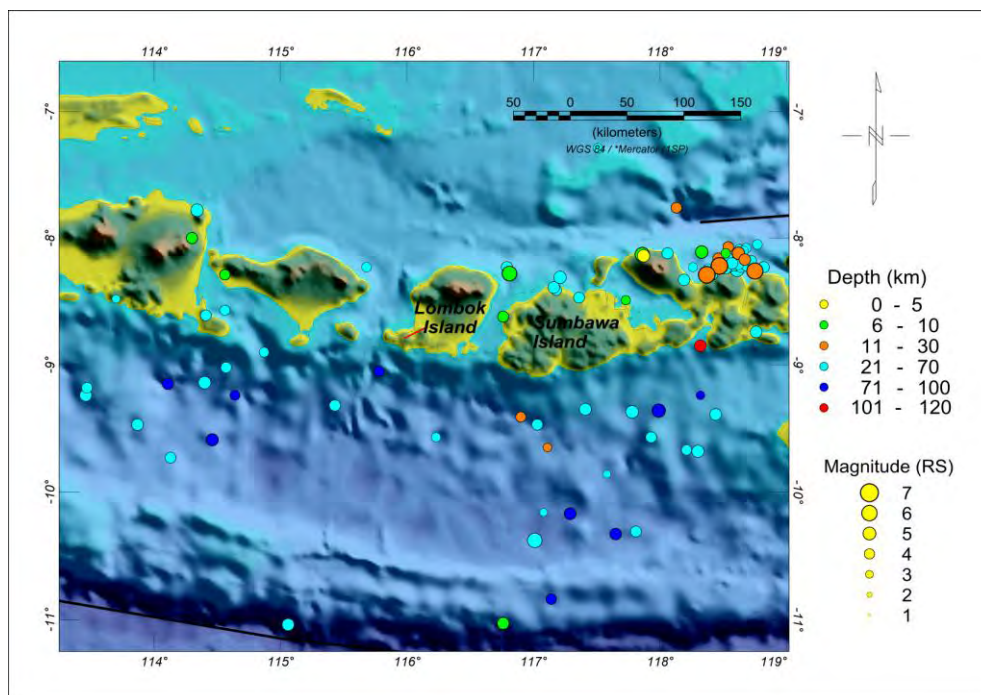 114° 115° 116° 117° 118° 119°
50 0 50 100 150
(kilometers)
WGS 84 / *Mercator (1SP)
-7° -7°
N
-8° -8°
Depth (km)
0 - 5
6 - 10
11 - 30
21 - 70
71 - 100
101 - 120
Lombok
Island
Sumbawa
Island
-9° -9°
Magnitude (RS)
7
6
5
4
3
2
1
-10° -10°
-11° -11°
114° 115° 116° 117° 118° 119°